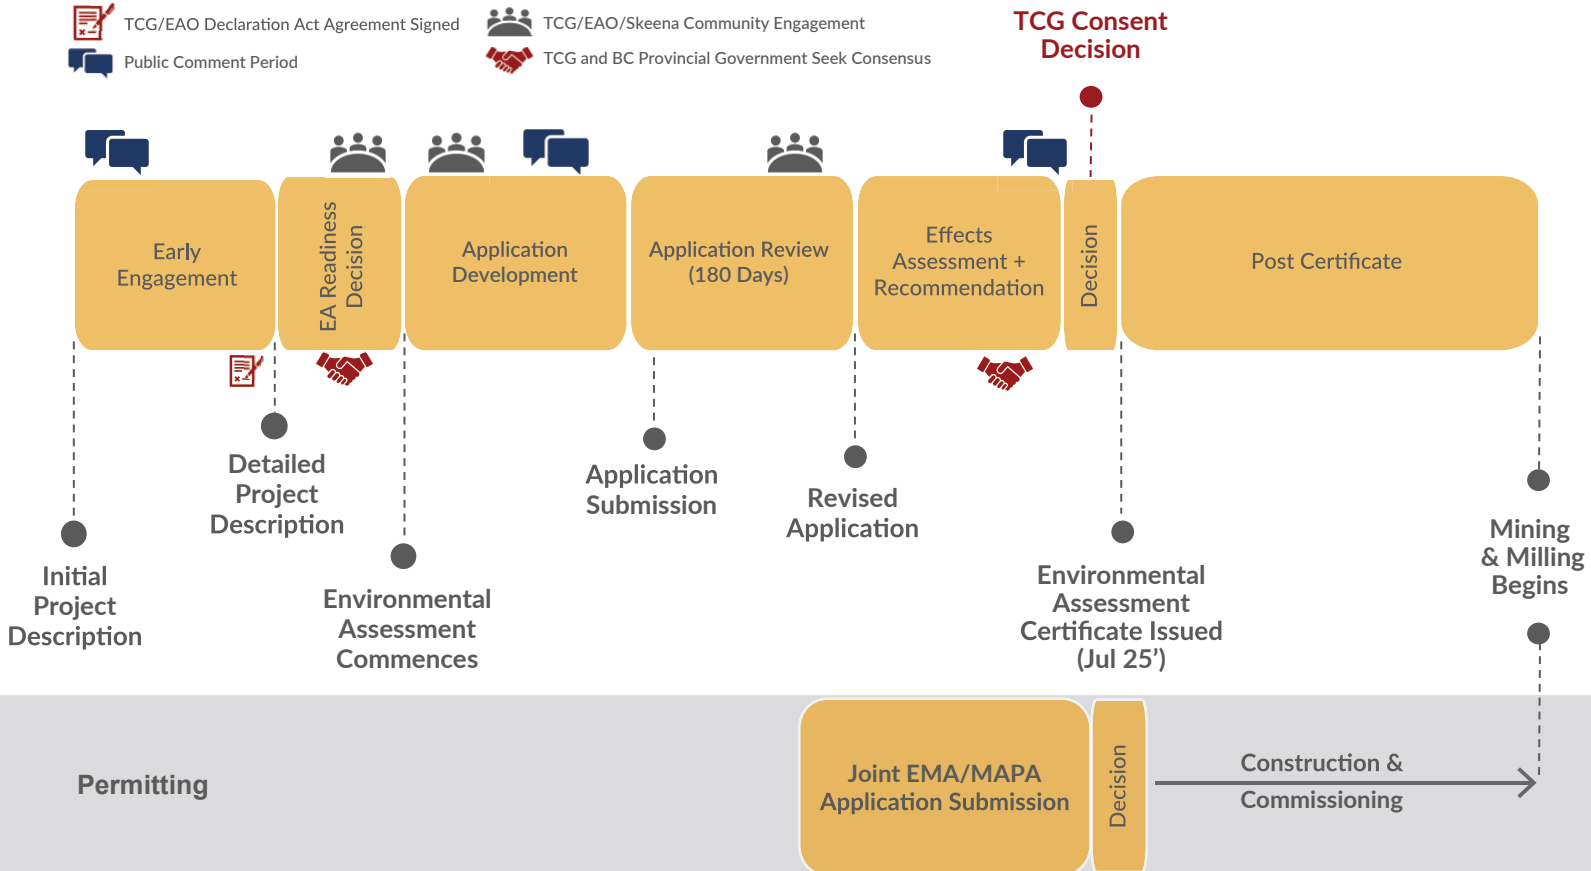 TCG/EAO Declaration Act Agreement Signed
Public Comment Period
TCG/EAO/Skeena Community Engagement
TCG and BC Provincial Government Seek Consensus
TCG Consent
Decision
Early
Engagement
EA Readiness
Decision
Application
Development
Application Review
(180 Days)
Effects
Assessment +
Recommendation
Decision
Post Certificate
Initial
Project
Description
Detailed
Project
Description
Environmental
Assessment
Commences
Application
Submission
Revised
Application
Environmental
Assessment
Certificate Issued
(Jul 25')
Mining
& Milling
Begins
Permitting
Joint EMA/MAPA
Application Submission
Decision
Construction &
Commissioning